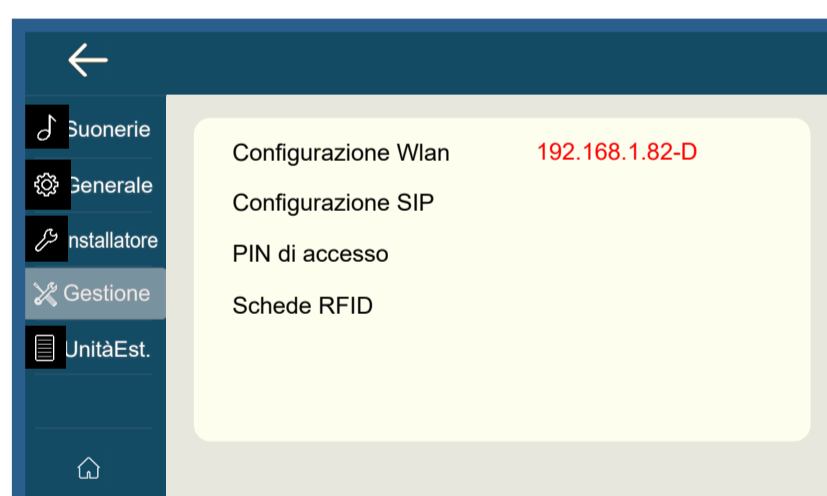 Suonerie
Generale
Installatore
Gestione
UnitàEst.
Configurazione Wlan 192.168.1.82-D
Configurazione SIP
PIN di accesso
Schede RFID